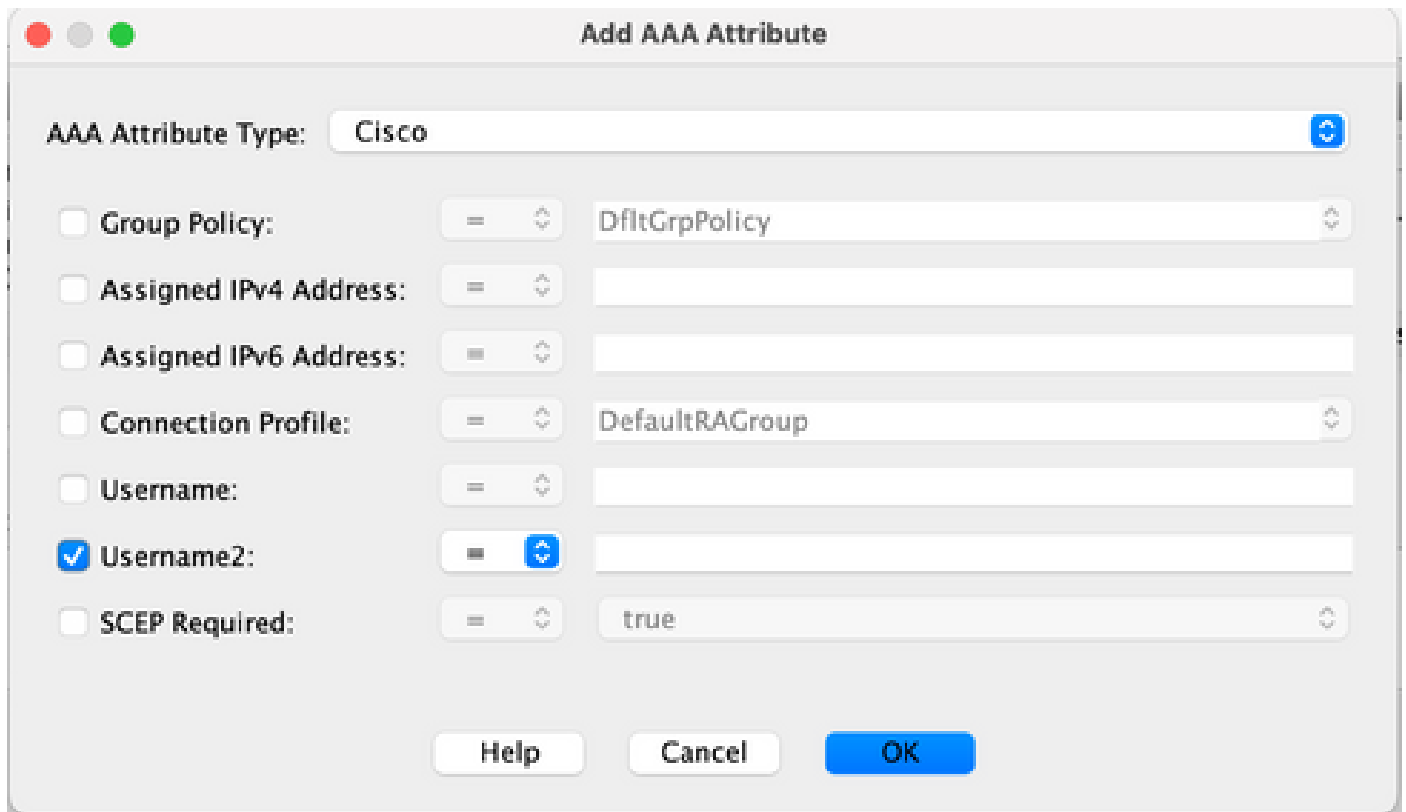 Add AAA Attribute
AAA Attribute Type: Cisco
Group Policy: = DfltGrpPolicy
Assigned IPv4 Address: =
Assigned IPv6 Address: =
Connection Profile: = DefaultRAGroup
Username: =
Username2: =
SCEP Required: = true
Help Cancel OK